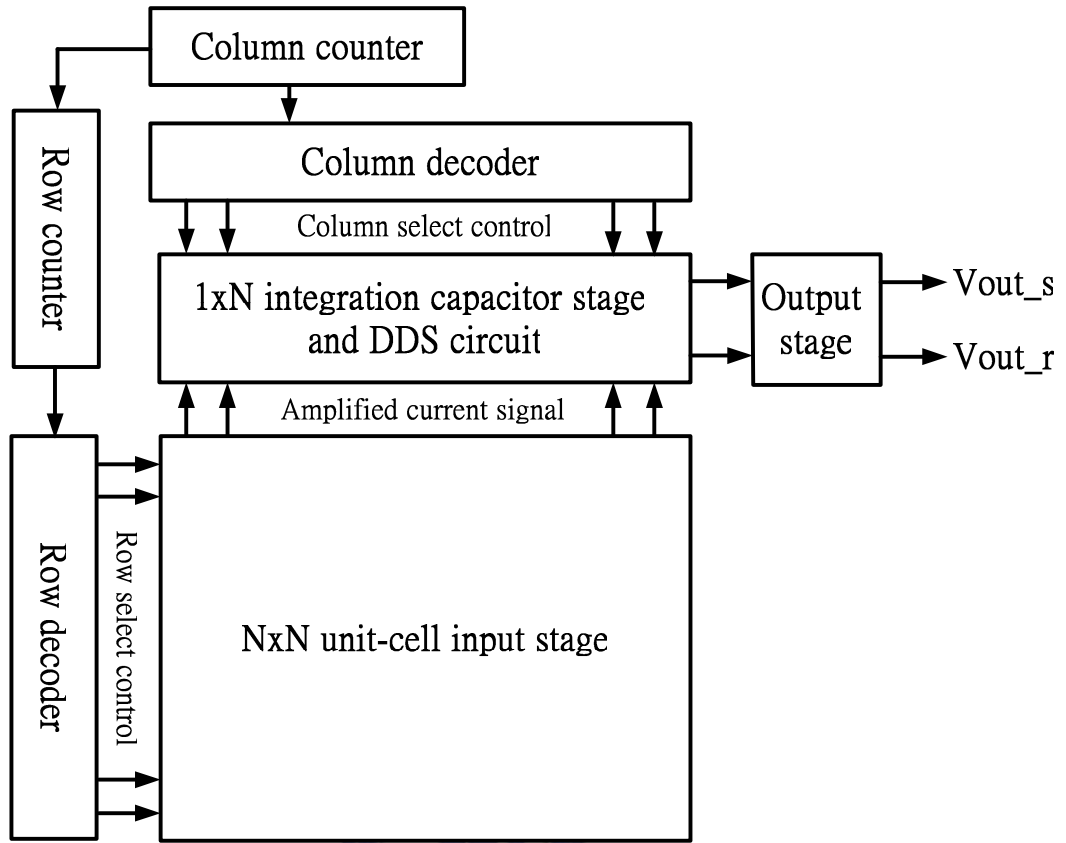 Column counter
Row counter
Column decoder
Column select control
1xN integration capacitor stage
and DDS circuit
Output
stage
Vout_s
Vout_r
Amplified current signal
Row decoder
Row select control
NxN unit-cell input stage